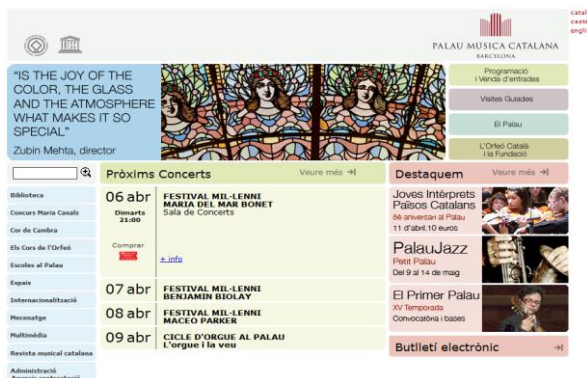 catal
caste
engli
PALAU MÚSICA CATALANA
BARCELONA
"IS THE JOY OF THE
COLOR, THE GLASS
AND THE ATMOSPHERE
WHAT MAKES IT SO
SPECIAL"
Zubin Mehta, director
Programació
i Venda d'entrades
Visites Guiades
El Palau
L'Orfeó Català
i la Fundació
Biblioteca
Concurs Maria Canals
Cor de Cambra
Els Cors de l'Orfeó
Escoles al Palau
Espais
Internacionalització
Mecenatge
Multimèdia
Revista musical catalana
Administració
Pròxims Concerts
Veure més
06 abr
Dimarts
21:00
Comprar
FESTIVAL MIL·LENNI
MARIA DEL MAR BONET
Sala de Concerts
+ info
07 abr
FESTIVAL MIL·LENNI
BENJAMIN BIOLAY
08 abr
FESTIVAL MIL·LENNI
MACEO PARKER
09 abr
CICLE D'ORGUE AL PALAU
L'orgue i la veu
Destaquem
Veure més
Joves Intèrprets
Països Catalans
5è aniversari al Palau
11 d'abril.10 euros
PalauJazz
Petit Palau
Del 9 al 14 de maig
El Primer Palau
XV Temporada
Convocatòria i bases
Butlletí electrònic